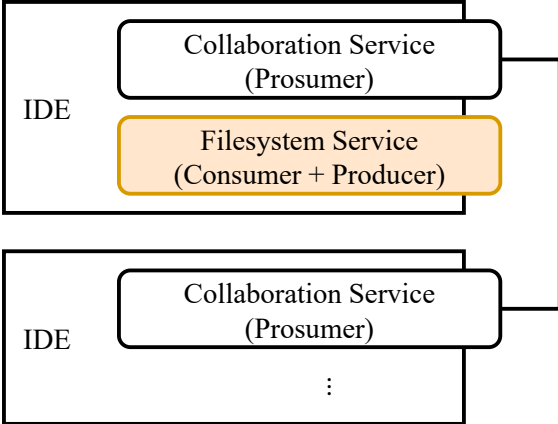 Collaboration Service
(Prosumer)
IDE
Filesystem Service
(Consumer + Producer)
Collaboration Service
(Prosumer)
IDE
⋮